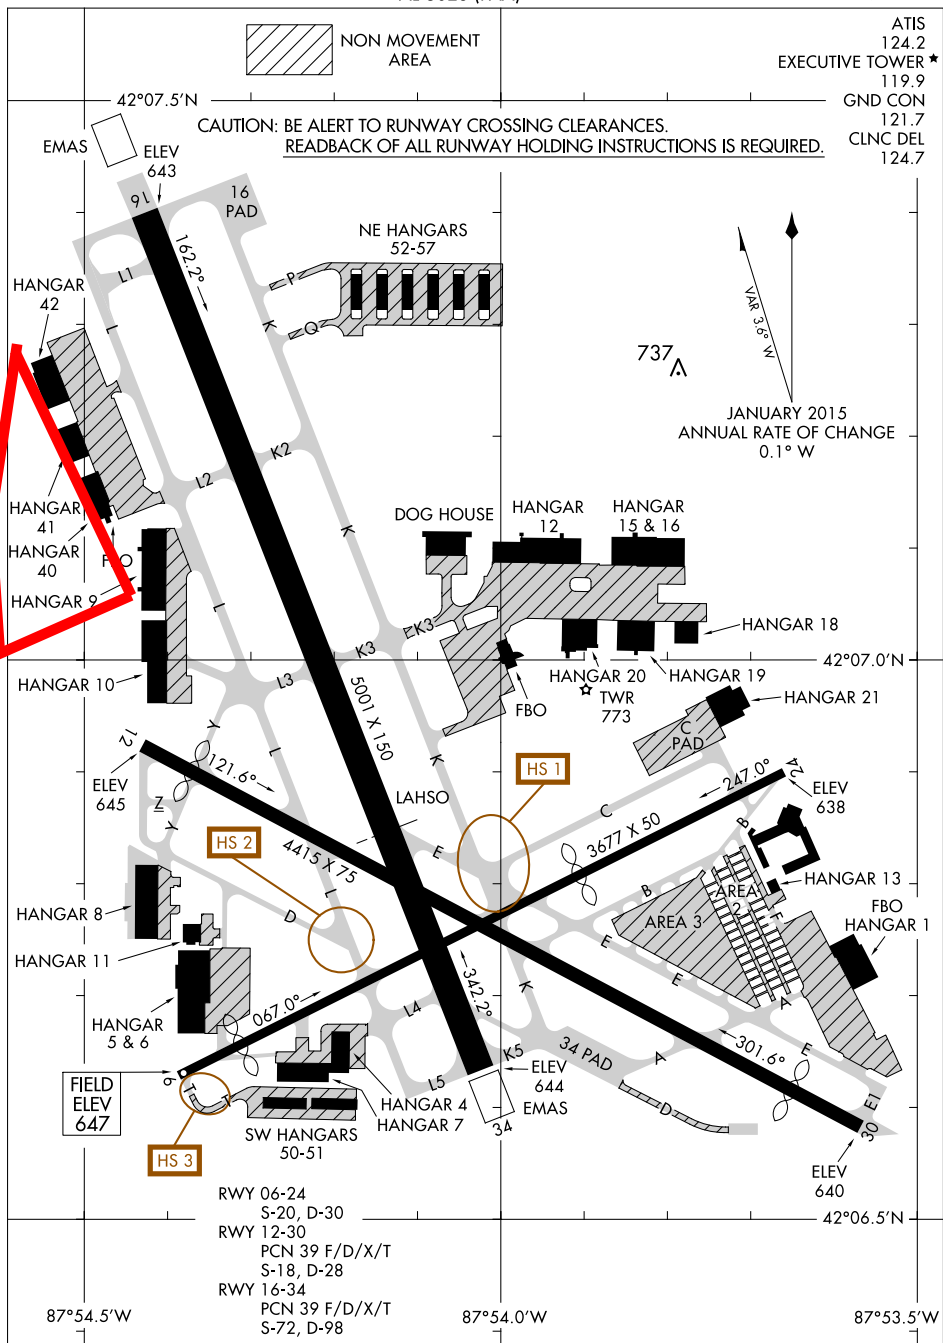 NON MOVEMENT
AREA
ATIS
124.2
EXECUTIVE TOWER ★
119.9
GND CON
121.7
CLNC DEL
124.7
42°07.5'N
CAUTION: BE ALERT TO RUNWAY CROSSING CLEARANCES.
READBACK OF ALL RUNWAY HOLDING INSTRUCTIONS IS REQUIRED.
EMAS
ELEV
643
16
16
PAD
162.2°
L1
L
NE HANGARS
52-57
P
Q
K
HANGAR
42
VAR 3.6° W
737
JANUARY 2015
ANNUAL RATE OF CHANGE
0.1° W
K2
L2
K
HANGAR
41
HANGAR
40
FBO
HANGAR 9
DOG HOUSE
HANGAR
12
HANGAR
15 & 16
L
K3
K3
HANGAR 18
42°07.0'N
HANGAR 10
L3
5001 X 150
FBO
HANGAR 20
TWR
773
HANGAR 19
HANGAR 21
C
PAD
12
Y
121.6°
L
K
ELEV
645
Z
Y
LAHSO
HS 1
C
247.0°
24
ELEV
638
3677 X 50
HS 2
4415 X 75
E
B
HANGAR 8
D
L
B
AREA
2
AREA 3
F
HANGAR 13
FBO
HANGAR 1
HANGAR 11
E
E
A
HANGAR
5 & 6
067.0°
L4
342.2°
K
301.6°
E
K5
34 PAD
A
FIELD
ELEV
647
6
T
T
L5
ELEV
644
EMAS
34
HANGAR 4
HANGAR 7
D
E1
30
SW HANGARS
50-51
HS 3
ELEV
640
RWY 06-24
S-20, D-30
RWY 12-30
PCN 39 F/D/X/T
S-18, D-28
RWY 16-34
PCN 39 F/D/X/T
S-72, D-98
42°06.5'N
87°54.5'W
87°54.0'W
87°53.5'W